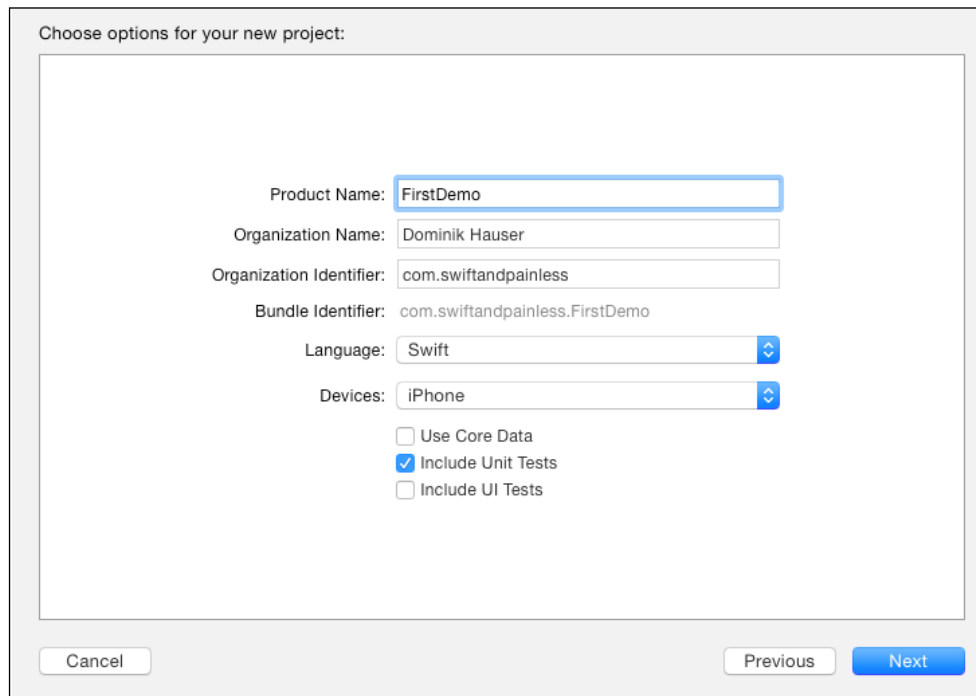 Choose options for your new project:
Product Name: FirstDemo
Organization Name: Dominik Hauser
Organization Identifier: com.swiftandpainless
Bundle Identifier: com.swiftandpainless.FirstDemo
Language: Swift
Devices: iPhone
Use Core Data
Include Unit Tests
Include UI Tests
Cancel Previous Next